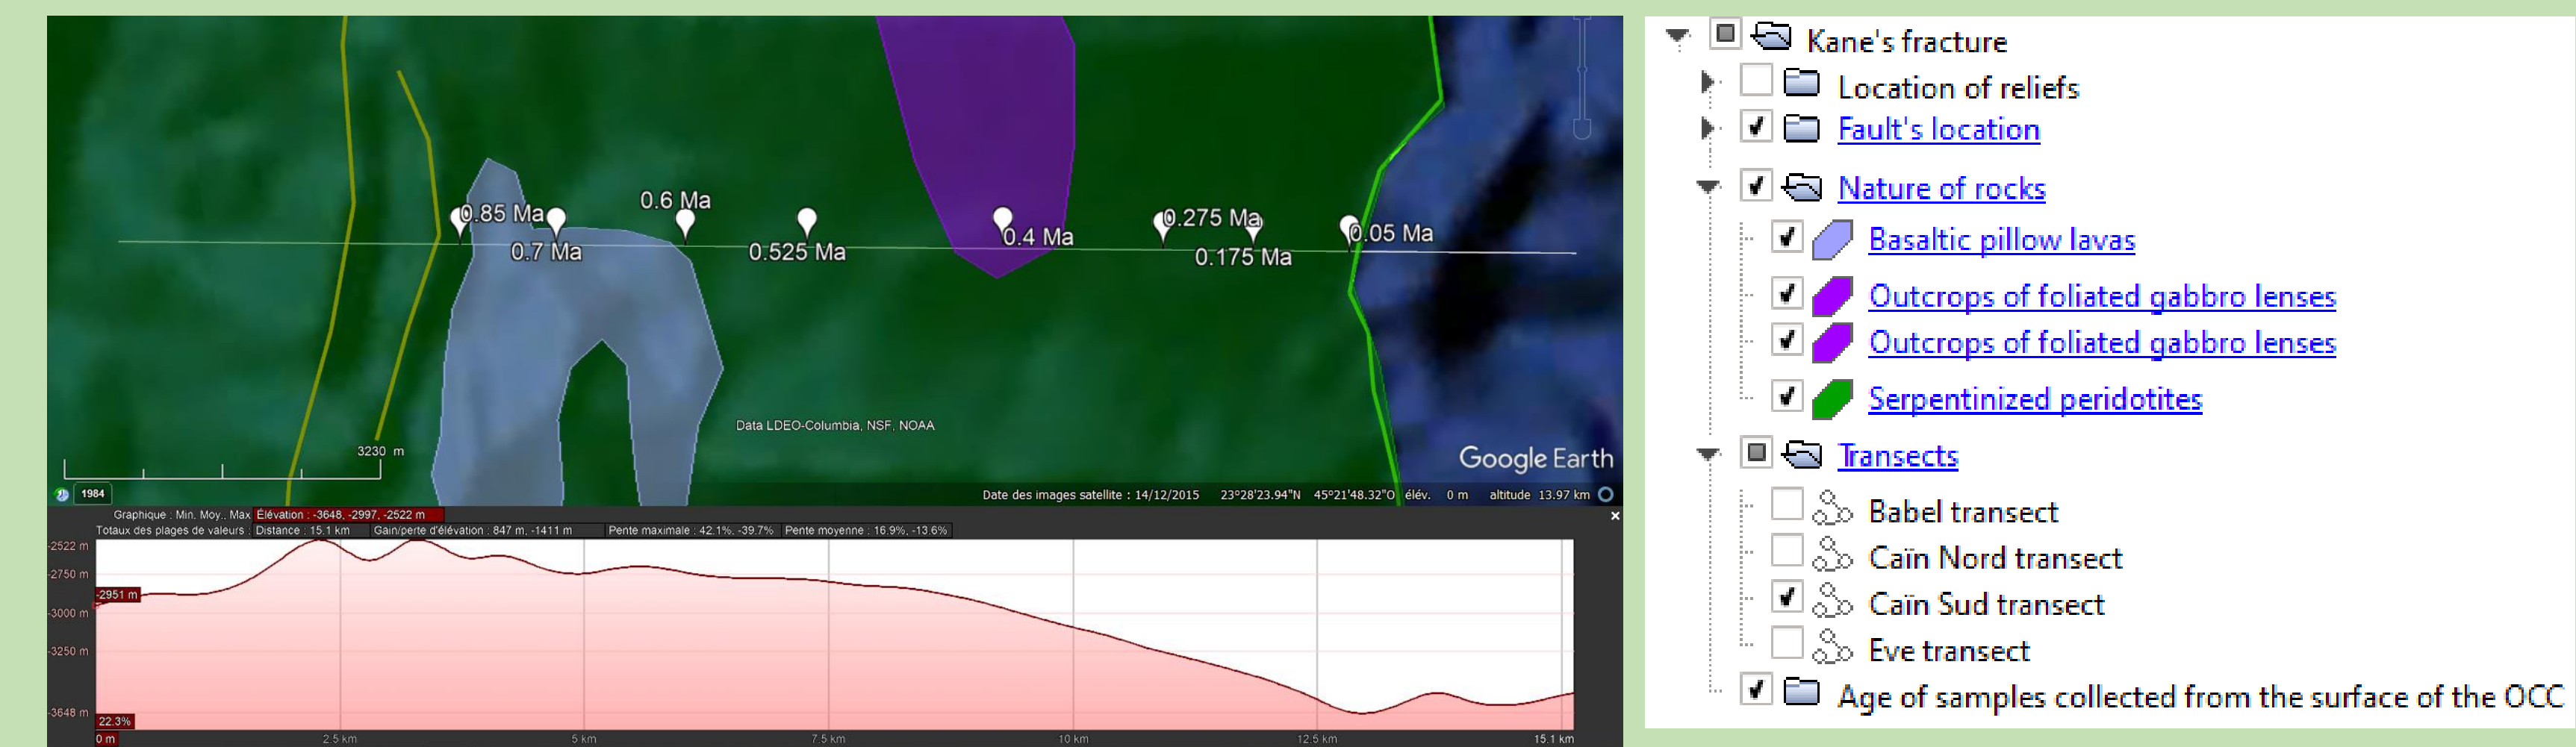 0.85 Ma
0.7 Ma
0.6 Ma
0.525 Ma
0.4 Ma
0.275 Ma
0.175 Ma
0.05 Ma
Data LDEO-Columbia, NSF, NOAA
3230 m
Google Earth
1984
Date des images satellite : 14/12/2015 23°28'23.94"N 45°21'48.32"O élév. 0 m altitude 13.97 km
Graphique : Min. Moy., Max Élévation : -3648, -2997, -2522 m
Totaux des plages de valeurs : Distance : 15.1 km Gain/perte d'élévation : 847 m, -1411 m Pente maximale : 42.1%, -39.7% Pente moyenne : 16.9%, -13.6%
-2522 m
-2750 m
-2951 m
-3000 m
-3250 m
-3648 m
22.3%
0 m 2.5 km 5 km 7.5 km 10 km 12.5 km 15.1 km
Kane's fracture
Location of reliefs
Fault's location
Nature of rocks
Basaltic pillow lavas
Outcrops of foliated gabbro lenses
Outcrops of foliated gabbro lenses
Serpentinized peridotites
Transects
Babel transect
Caïn Nord transect
Caïn Sud transect
Eve transect
Age of samples collected from the surface of the OCC